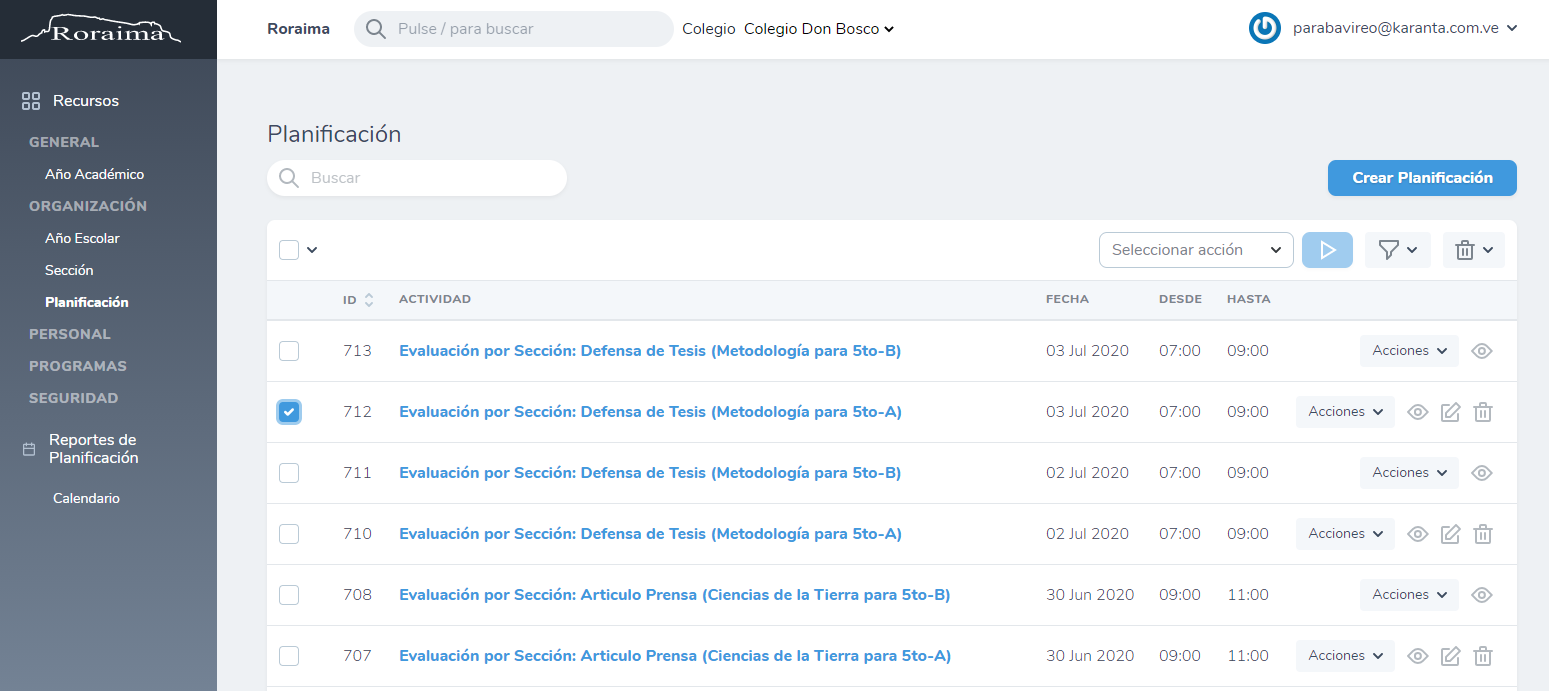 Roraima
Roraima Pulse / para buscar Colegio Colegio Don Bosco parabavireo@karanta.com.ve
Recursos
GENERAL
Año Académico
ORGANIZACIÓN
Año Escolar
Sección
Planificación
PERSONAL
PROGRAMAS
SEGURIDAD
Reportes de
Planificación
Calendario
Planificación
Buscar Crear Planificación
Seleccionar acción
ID ACTIVIDAD FECHA DESDE HASTA
713 Evaluación por Sección: Defensa de Tesis (Metodología para 5to-B) 03 Jul 2020 07:00 09:00 Acciones
712 Evaluación por Sección: Defensa de Tesis (Metodología para 5to-A) 03 Jul 2020 07:00 09:00 Acciones
711 Evaluación por Sección: Defensa de Tesis (Metodología para 5to-B) 02 Jul 2020 07:00 09:00 Acciones
710 Evaluación por Sección: Defensa de Tesis (Metodología para 5to-A) 02 Jul 2020 07:00 09:00 Acciones
708 Evaluación por Sección: Articulo Prensa (Ciencias de la Tierra para 5to-B) 30 Jun 2020 09:00 11:00 Acciones
707 Evaluación por Sección: Articulo Prensa (Ciencias de la Tierra para 5to-A) 30 Jun 2020 09:00 11:00 Acciones